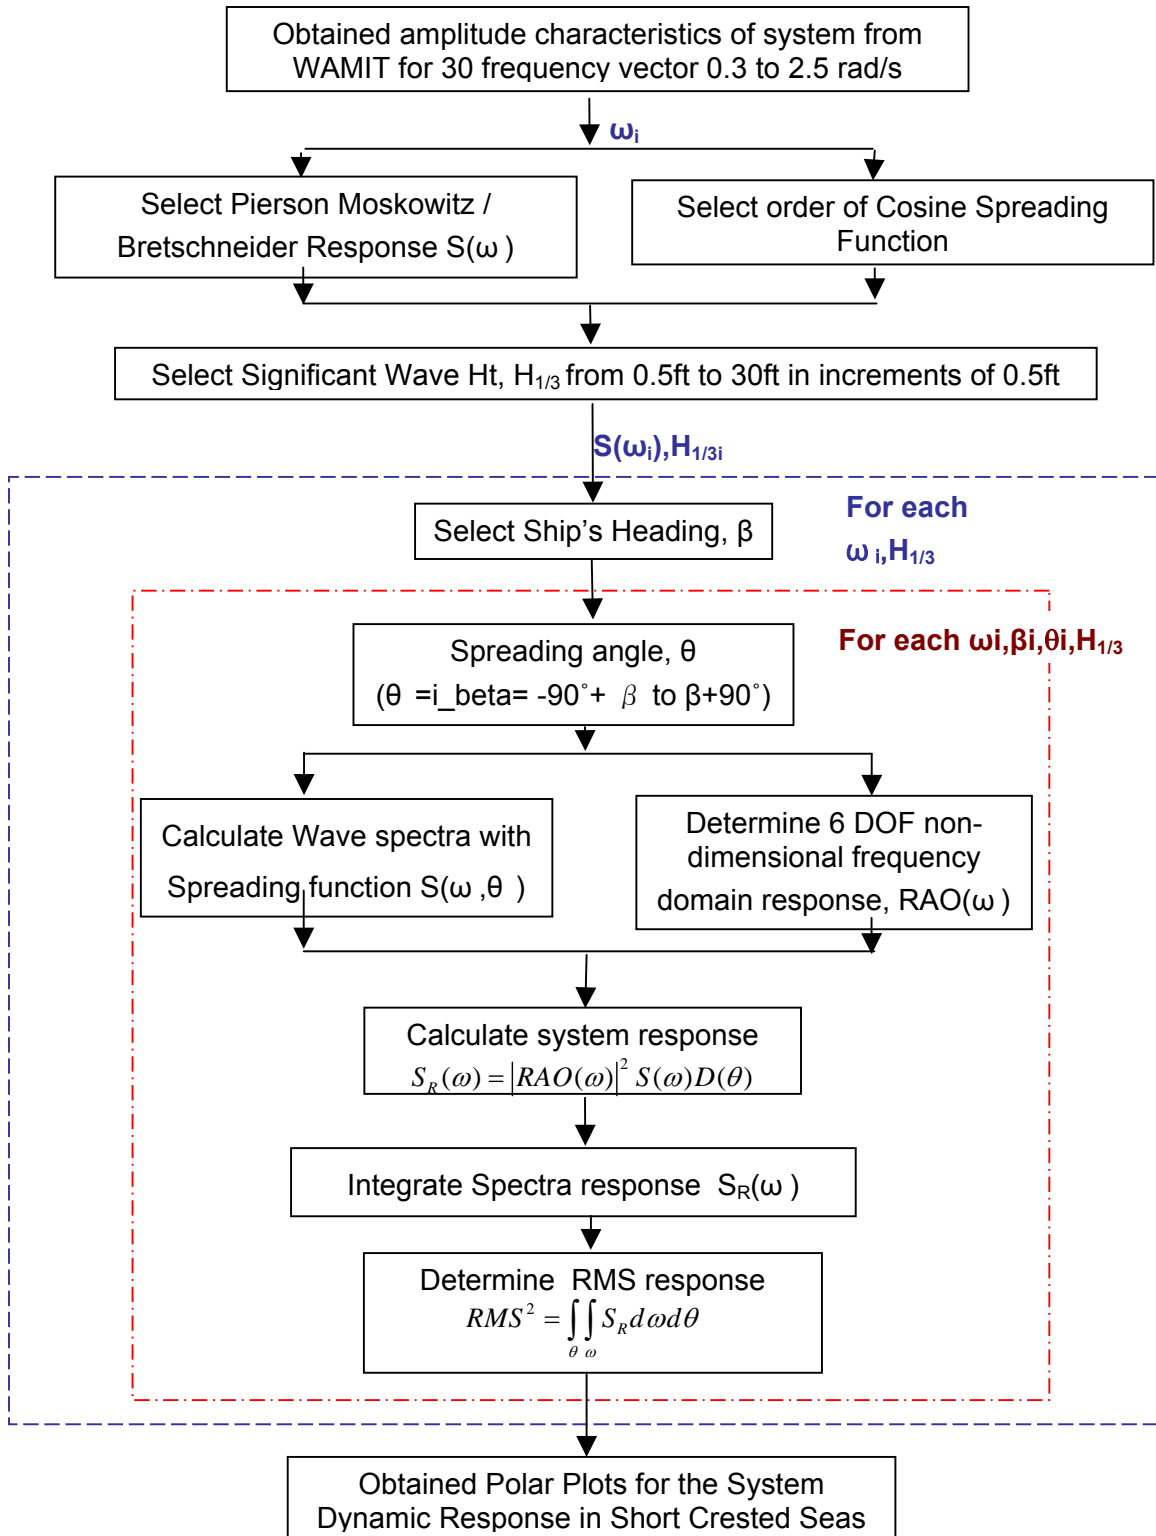 Obtained amplitude characteristics of system from
WAMIT for 30 frequency vector 0.3 to 2.5 rad/s
ωi
Select Pierson Moskowitz /
Bretschneider Response S(ω)
Select order of Cosine Spreading
Function
Select Significant Wave Ht, H1/3 from 0.5ft to 30ft in increments of 0.5ft
S(ωi),H1/3i
For each
ω i,H1/3
Select Ship's Heading, β
For each ωi,βi,θi,H1/3
Spreading angle, θ
(θ =i_beta= -90°+ β to β+90°)
Calculate Wave spectra with
Spreading function S(ω,θ )
Determine 6 DOF non-
dimensional frequency
domain response, RAO(ω)
Calculate system response
S_R(ω) = |RAO(ω)|² S(ω)D(θ)
Integrate Spectra response SR(ω)
Determine RMS response
RMS² = ∫∫ S_R dωdθ
θ ω
Obtained Polar Plots for the System
Dynamic Response in Short Crested Seas